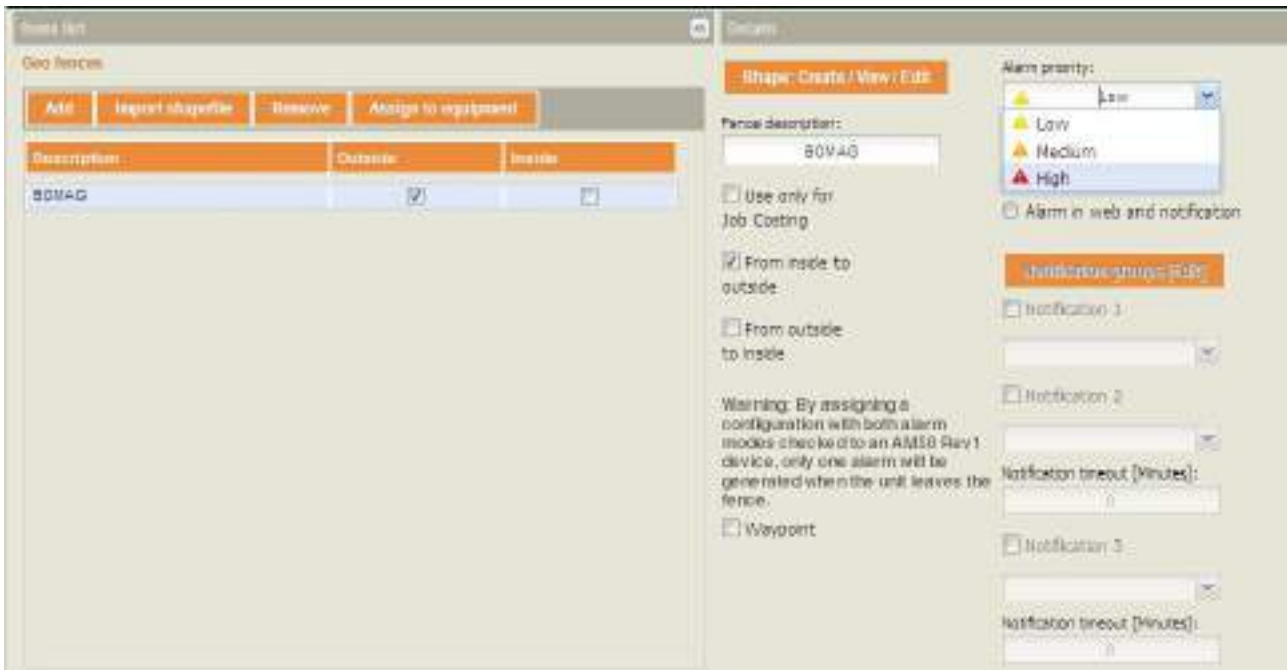 Geo fences
Add
Import shapefile
Remove
Assign to equipment
Description
Outside
Inside
BOMAG
Details
Shape: Create / View / Edit
Fence description:
BOMAG
Use only for
Job Costing
From inside to
outside
From outside
to inside
Warning: By assigning a
configuration with both alarm
modes checked to an AM50 Rev1
device, only one alarm will be
generated when the unit leaves the
fence.
Waypoint
Alarm priority:
Low
Low
Medium
High
Alarm in web and notification
Notification 1
Notification 2
Notification timeout [Minutes]:
0
Notification 3
Notification timeout [Minutes]:
0